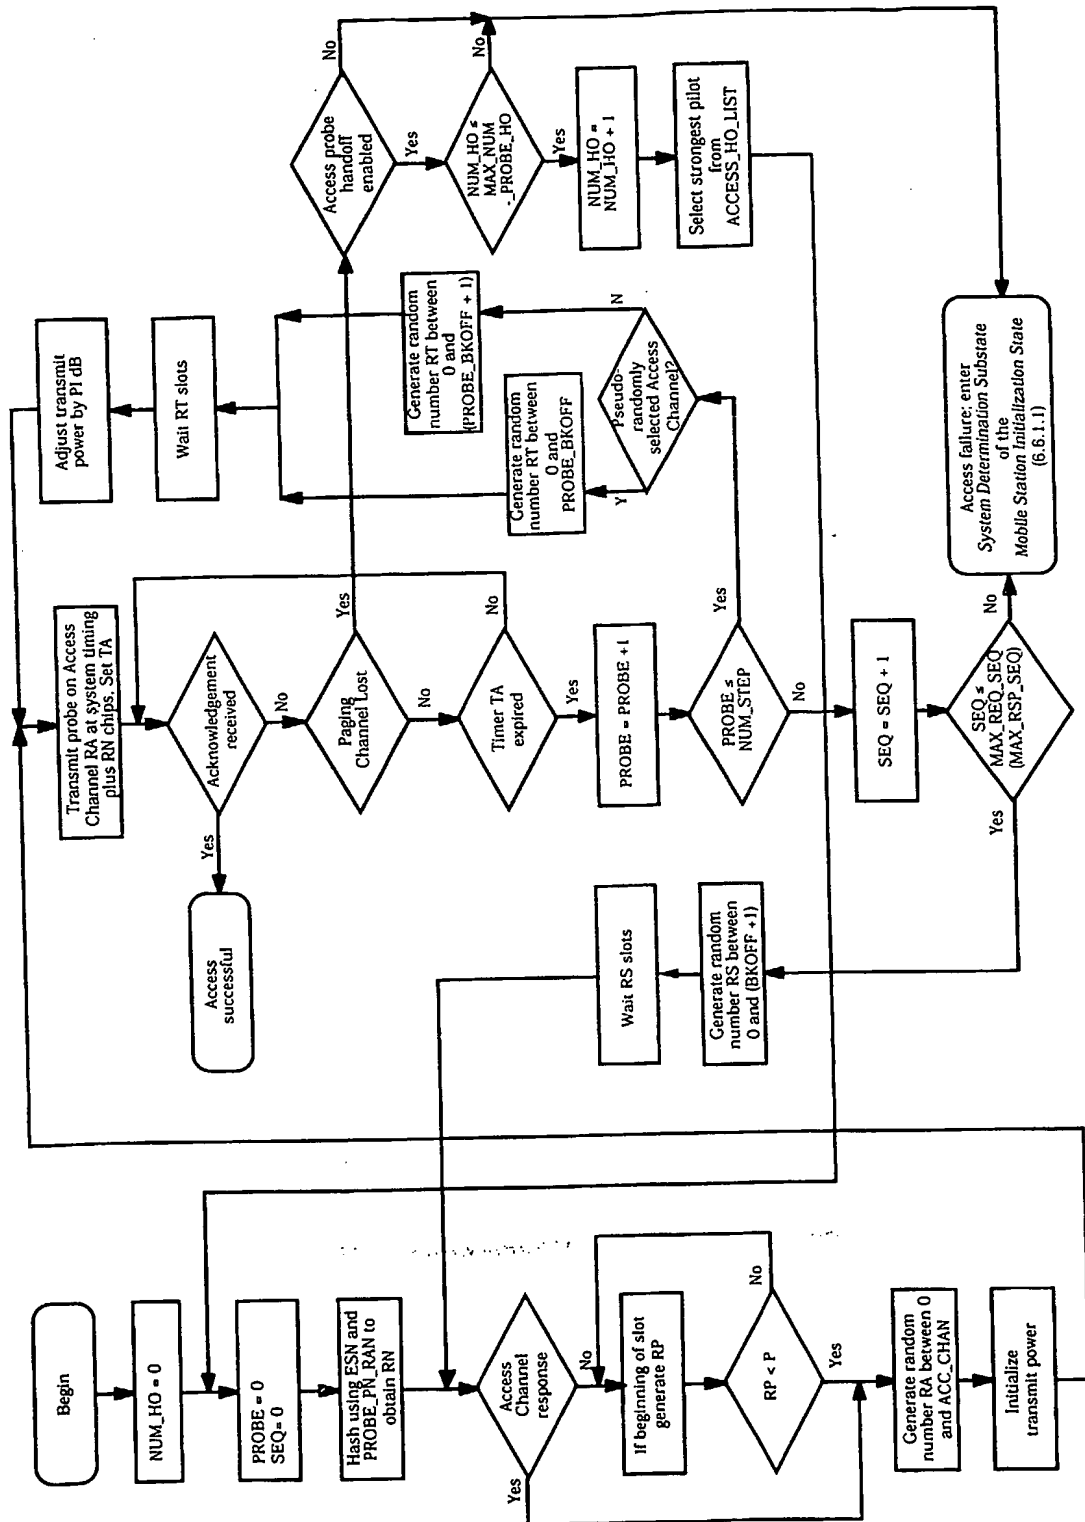 Begin
NUM_HO = 0
PROBE = 0
SEQ= 0
Hash using ESN and
PROBE_PN_RAN to
obtain RN
Access
Channel
response
Yes
No
If beginning of slot
generate RP
RP < P
No
Yes
Generate random
number RA between 0
and ACC_CHAN
Initialize
transmit power
Transmit probe on Access
Channel RA at system timing
plus RN chips, Set TA
Acknowledgement
received
Yes
No
Access
successful
Paging
Channel Lost
Yes
No
Timer TA
expired
No
Yes
PROBE = PROBE +1
PROBE ≤
NUM_STEP
Yes
No
SEQ = SEQ + 1
SEQ ≤
MAX_REQ_SEQ
(MAX_RSP_SEQ)
Yes
No
Generate random
number RS between
0 and (BKOFF +1)
Wait RS slots
Adjust transmit
power by PI dB
Wait RT slots
Generate random
number RT between
0 and
PROBE_BKOFF
Generate random
number RT between
0 and
(PROBE_BKOFF + 1)
Pseudo-
randomly
selected Access
Channel?
Y
N
Access probe
handoff
enabled
No
Yes
NUM_HO ≤
MAX_NUM
-_PROBE_HO
No
Yes
NUM_HO =
NUM_HO + 1
Select strongest pilot
from
ACCESS_HO_LIST
Access failure; enter
System Determination Substate
of the
Mobile Station Initialization State
(6.6.1.1)